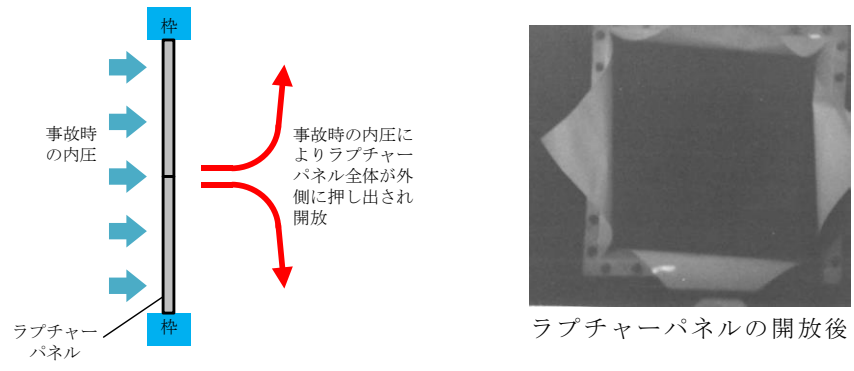 枠
事故時
の内圧
事故時の内圧に
よりラプチャー
パネル全体が外
側に押し出され
開放
ラプチャー
パネル
枠
ラプチャーパネルの開放後